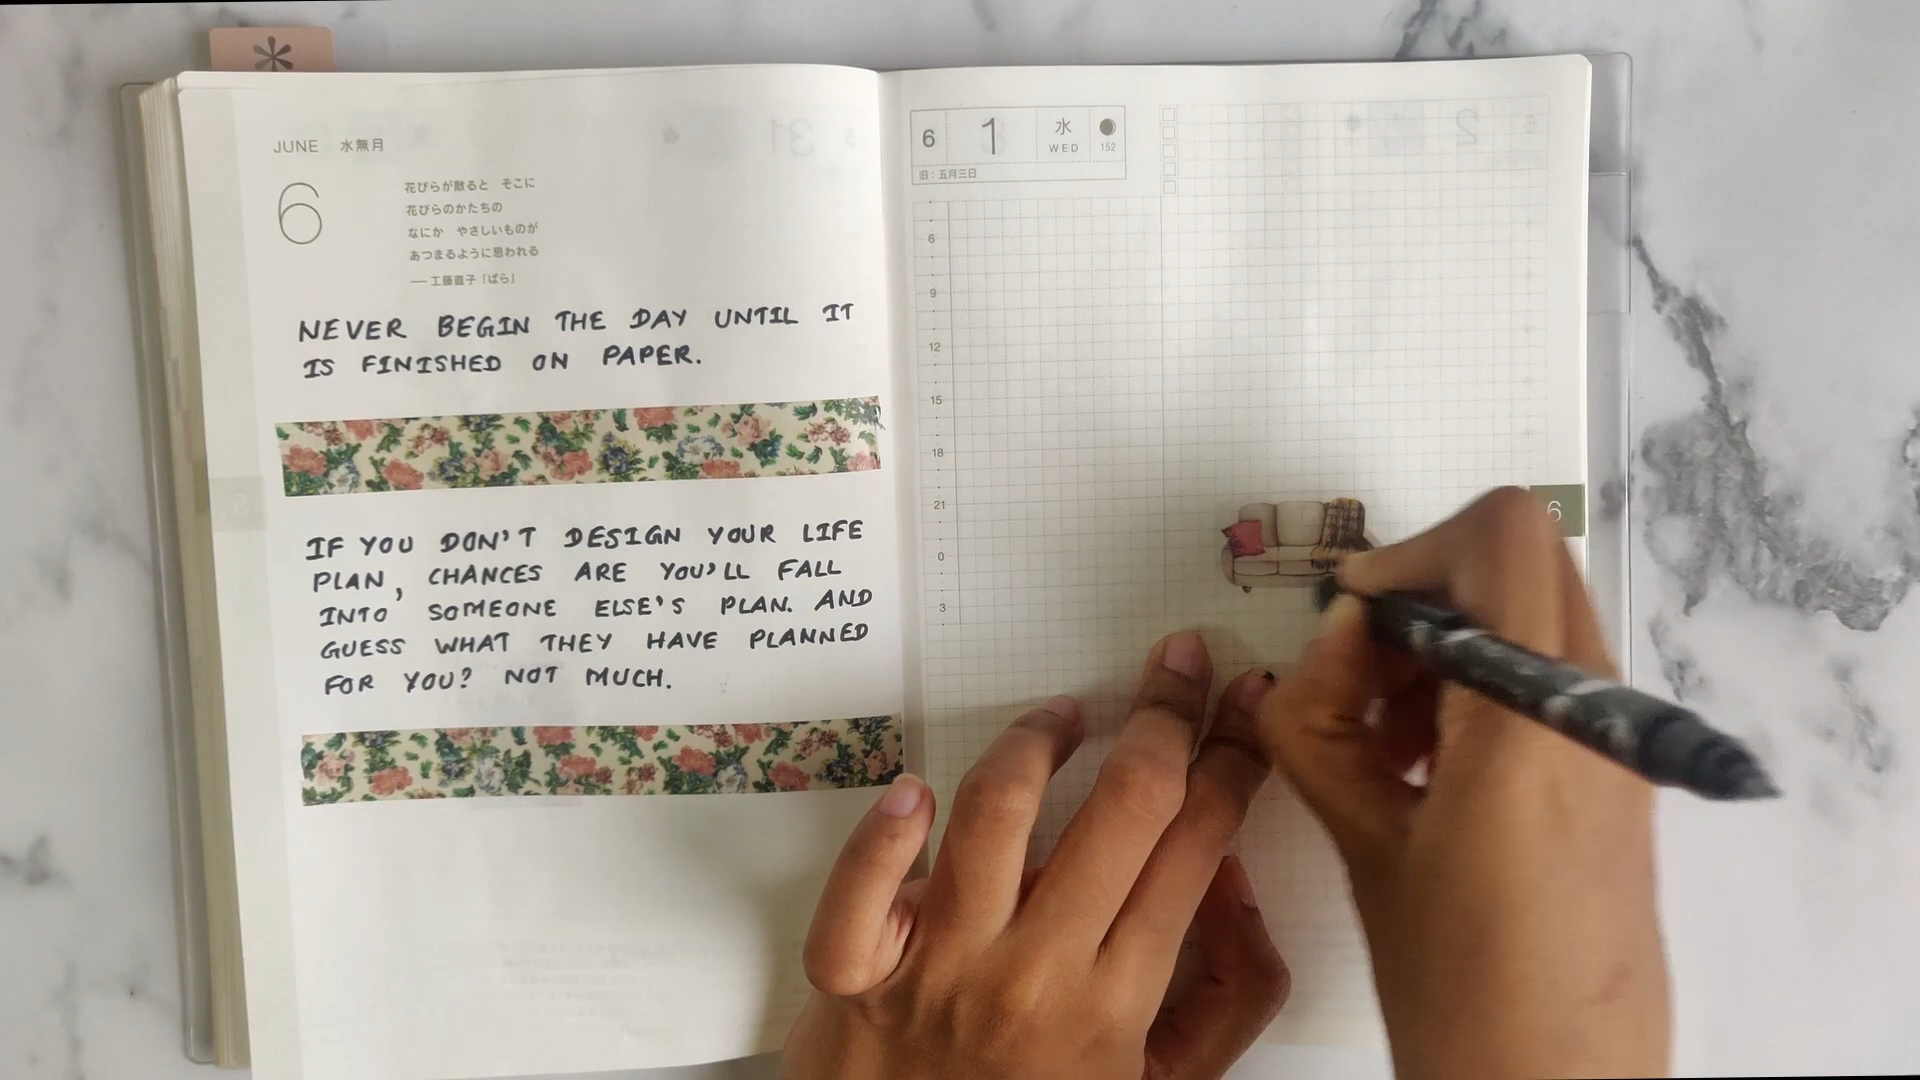 JUNE 水無月
6
花びらが散ると そこに
花びらのかたちの
なにか やさしいものが
あつまるように思われる
── 工藤直子「ばら」
NEVER BEGIN THE DAY UNTIL IT
IS FINISHED ON PAPER.
IF YOU DON'T DESIGN YOUR LIFE
PLAN, CHANCES ARE YOU'LL FALL
INTO SOMEONE ELSE'S PLAN. AND
GUESS WHAT THEY HAVE PLANNED
FOR YOU? NOT MUCH.
6 1 水 WED 152
旧:五月三日
6
9
12
15
18
21
0
3
6